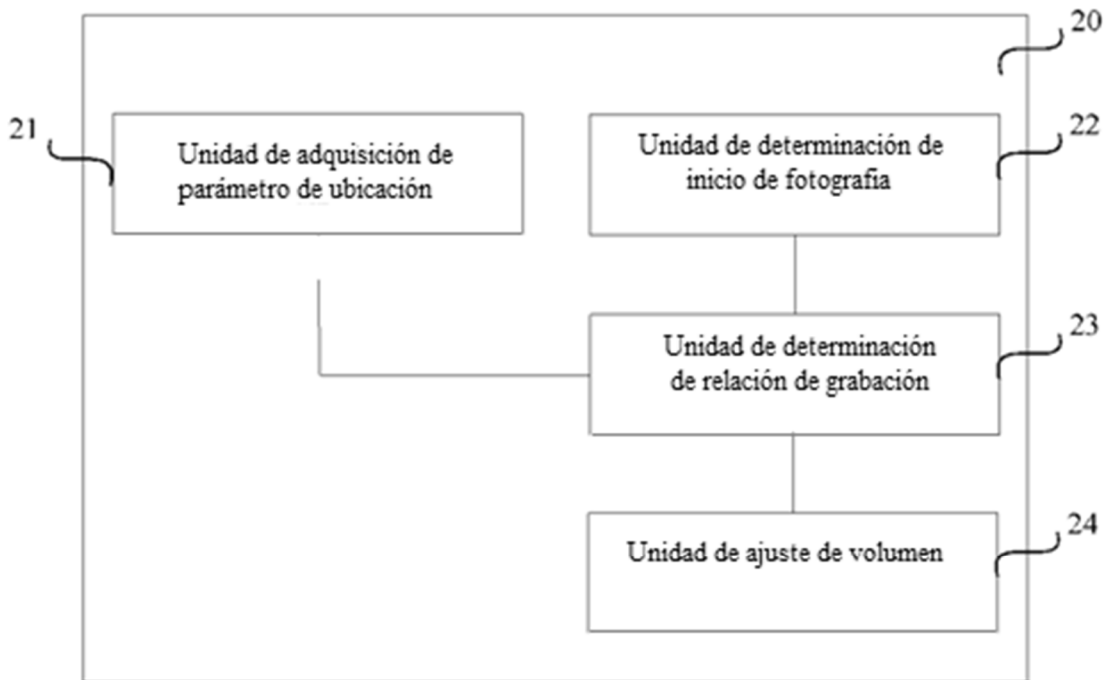 20
21
Unidad de adquisición de
parámetro de ubicación
Unidad de determinación de
inicio de fotografia
22
Unidad de determinación
de relación de grabación
23
Unidad de ajuste de volumen
24